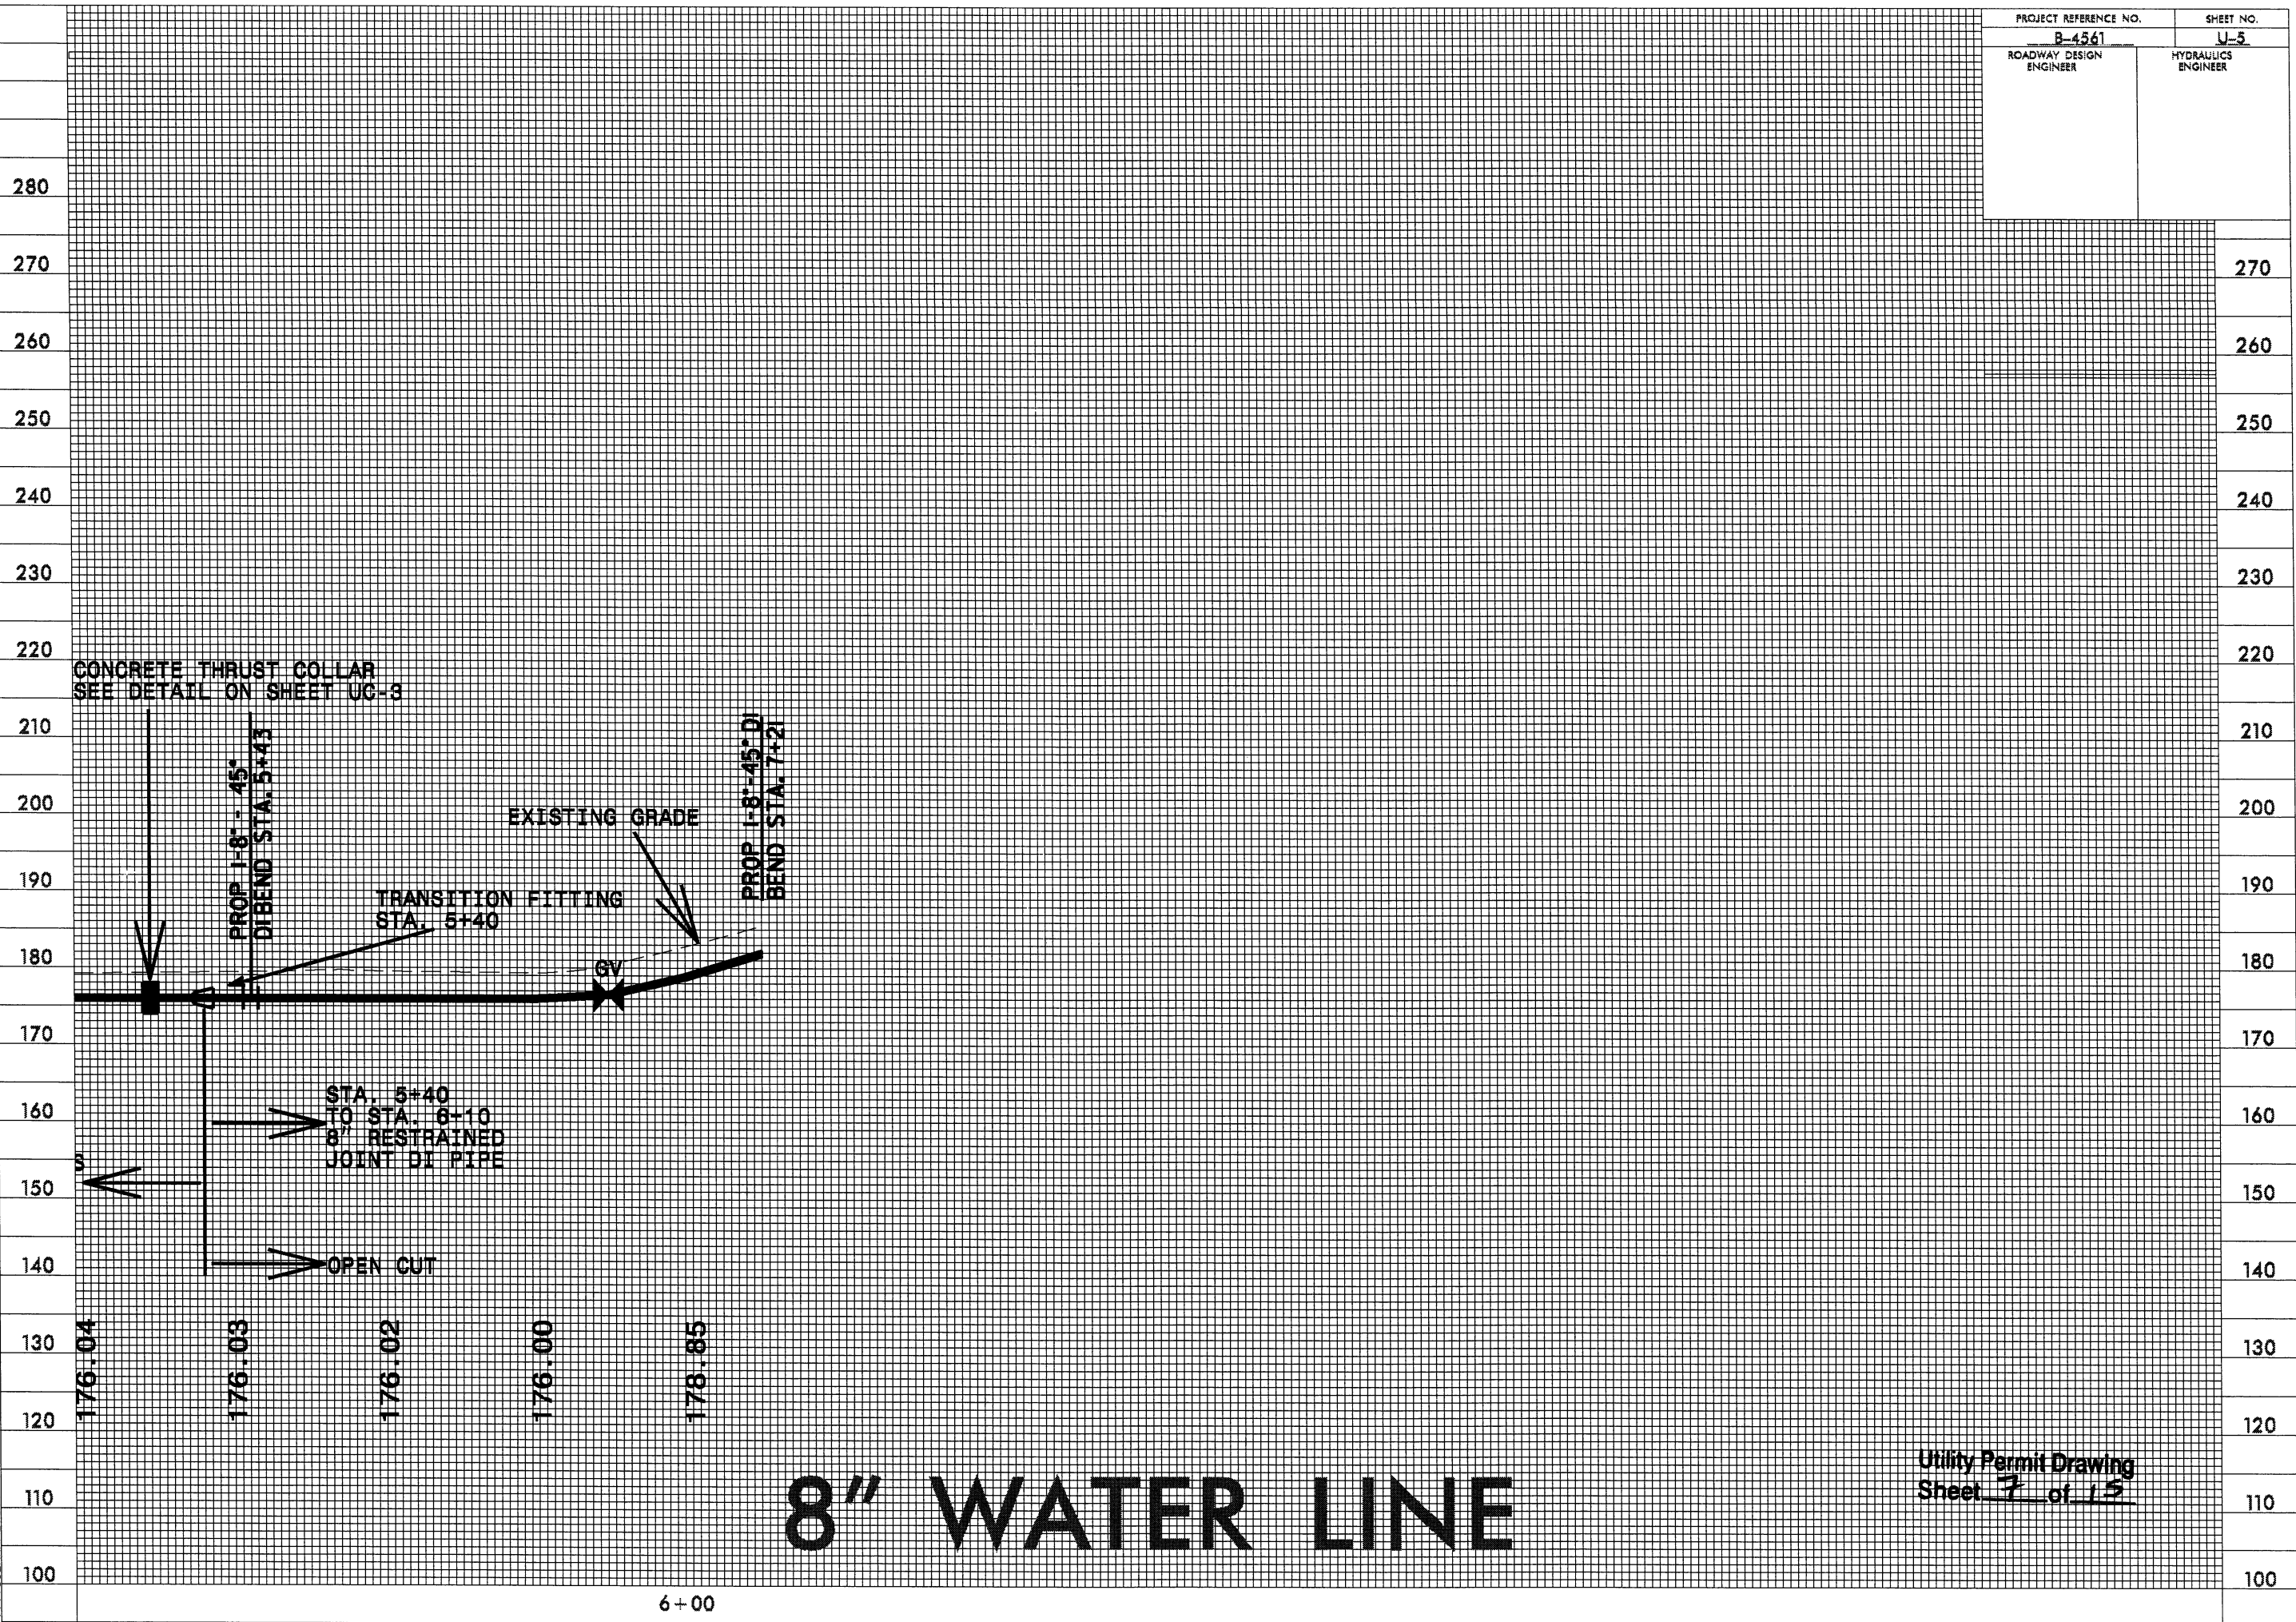 PROJECT REFERENCE NO. SHEET NO.
B-4561 U-5
ROADWAY DESIGN
ENGINEER
HYDRAULICS
ENGINEER
280
270 270
260 260
250 250
240 240
230 230
220 220
CONCRETE THRUST COLLAR
SEE DETAIL ON SHEET UC-3
210 210
PROP 1-8"- 45°
DI BEND STA. 5+43
PROP 1-8"-45° DI
BEND STA. 7+21
200 200
EXISTING GRADE
190 190
TRANSITION FITTING
STA. 5+40
180 180
GV
170 170
STA. 5+40
TO STA. 6-10
8" RESTRAINED
JOINT DI PIPE
160 160
S
150 150
OPEN CUT
140 140
130 130
176.04
176.03
176.02
176.00
178.85
120 120
8" WATER LINE
Utility Permit Drawing
Sheet 7 of 15
110 110
100 100
6+00